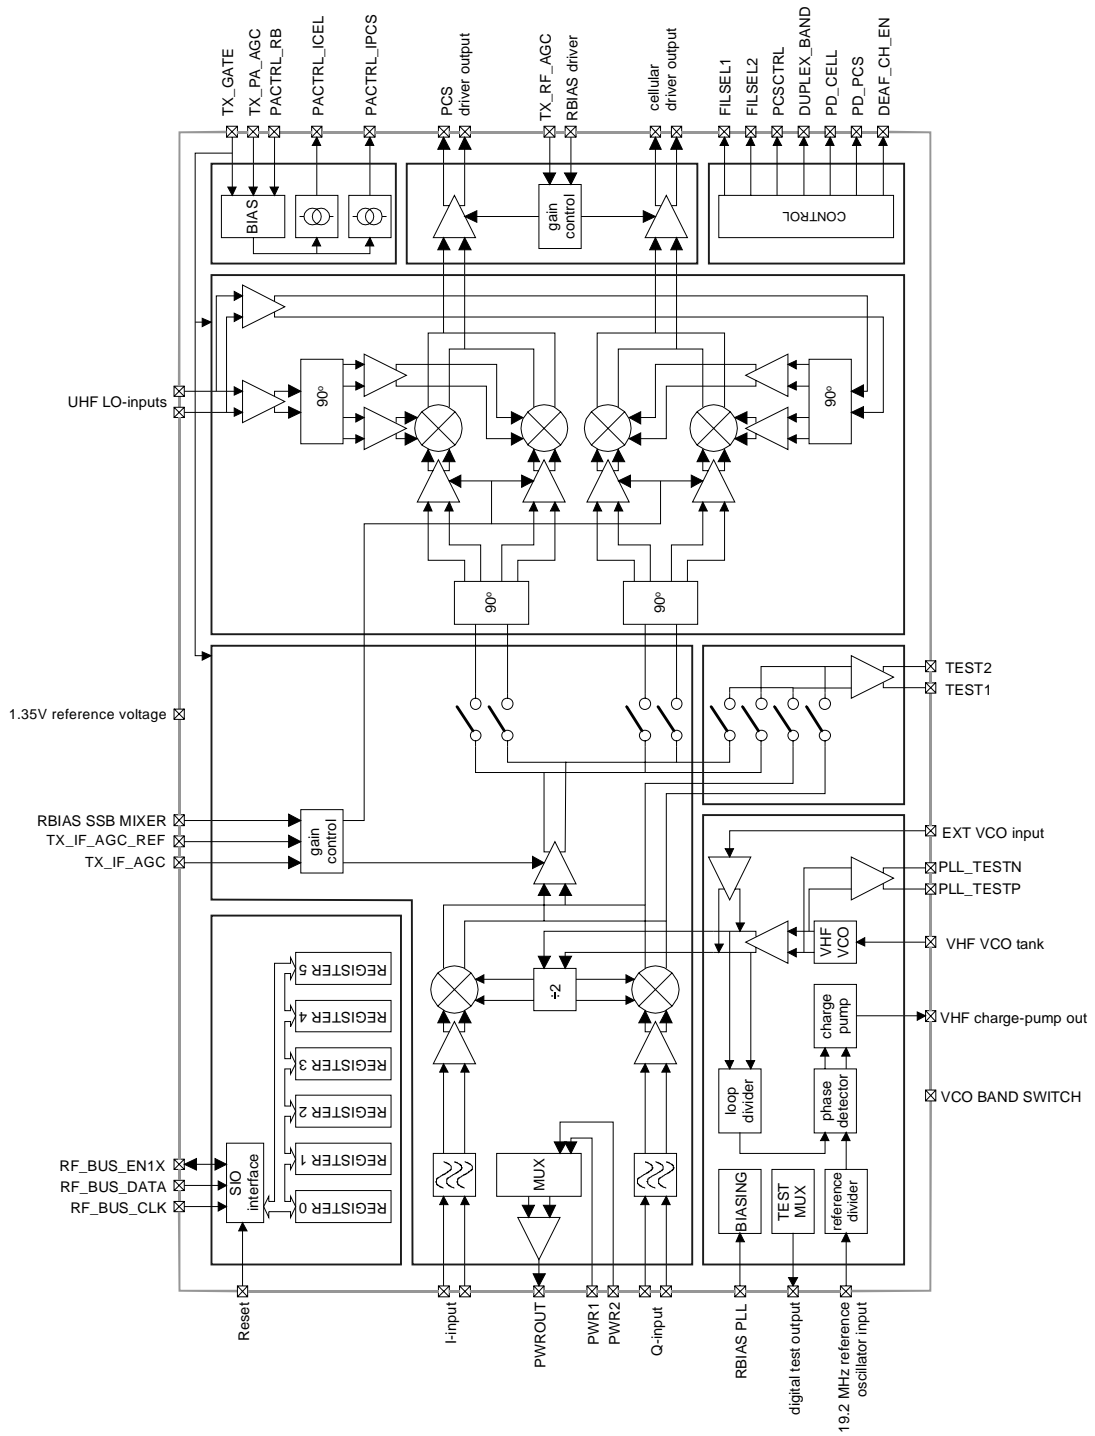 TX_GATE
TX_PA_AGC
PACTRL_RB
PACTRL_ICEL
PACTRL_IPCS
PCS
driver output
TX_RF_AGC
RBIAS driver
cellular
driver output
FILSEL1
FILSEL2
PCSCTRL
DUPLEX_BAND
PD_CELL
PD_PCS
DEAF_CH_EN
BIAS
gain
control
CONTROL
UHF LO-inputs
90°
90°
90°
90°
1.35V reference voltage
TEST2
TEST1
RBIAS SSB MIXER
TX_IF_AGC_REF
TX_IF_AGC
gain
control
EXT VCO input
PLL_TESTN
PLL_TESTP
VHF
VCO
VHF VCO tank
÷2
REGISTER 5
REGISTER 4
REGISTER 3
REGISTER 2
REGISTER 1
REGISTER 0
charge
pump
VHF charge-pump out
loop
divider
phase
detector
VCO BAND SWITCH
RF_BUS_EN1X
RF_BUS_DATA
RF_BUS_CLK
SIO
interface
MUX
BIASING
TEST
MUX
reference
divider
Reset
I-input
PWROUT
PWR1
PWR2
Q-input
RBIAS PLL
digital test output
19.2 MHz reference
oscillator input